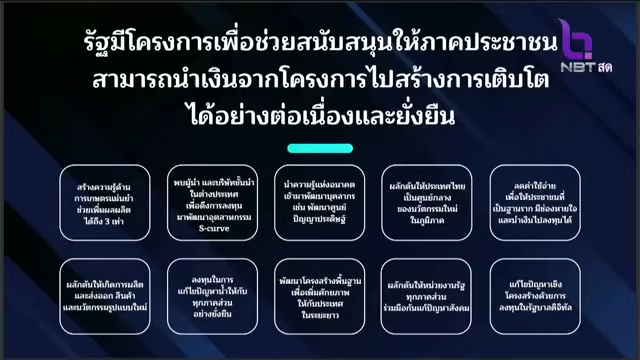 รัฐมีโครงการเพื่อช่วยสนับสนุนให้ภาคประชาชน
สามารถนำเงินจากโครงการไปสร้างการเติบโต
ได้อย่างต่อเนื่องและยั่งยืน
NBT สด
สร้างความรู้ด้าน
การเกษตรแม่นยำ
ช่วยเพิ่มผลผลิต
ได้ถึง 3 เท่า
พบผู้นำ และบริษัทชั้นนำ
ในต่างประเทศ
เพื่อดึงการลงทุน
มาพัฒนาอุตสาหกรรม
S-curve
นำความรู้แห่งอนาคต
เข้ามาพัฒนาบุคลากร
เช่น พัฒนาศูนย์
ปัญญาประดิษฐ์
ผลักดันให้ประเทศไทย
เป็นศูนย์กลาง
ของนวัตกรรมใหม่
ในภูมิภาค
ลดค่าใช้จ่าย
เพื่อให้ประชาชนที่
เป็นฐานราก มีช่องหายใจ
และนำเงินไปลงทุนได้
ผลักดันให้เกิดการผลิต
และส่งออก สินค้า
และนวัตกรรมรูปแบบใหม่
ลงทุนในการ
แก้ไขปัญหาน้ำให้กับ
ทุกภาคส่วน
อย่างยั่งยืน
พัฒนาโครงสร้างพื้นฐาน
เพื่อเพิ่มศักยภาพ
ให้กับประเทศ
ในระยะยาว
ผลักดันให้หน่วยงานรัฐ
ทุกภาคส่วน
ร่วมมือกันแก้ปัญหาสังคม
แก้ไขปัญหาเชิง
โครงสร้างด้วยการ
ลงทุนในรัฐบาลดิจิทัล